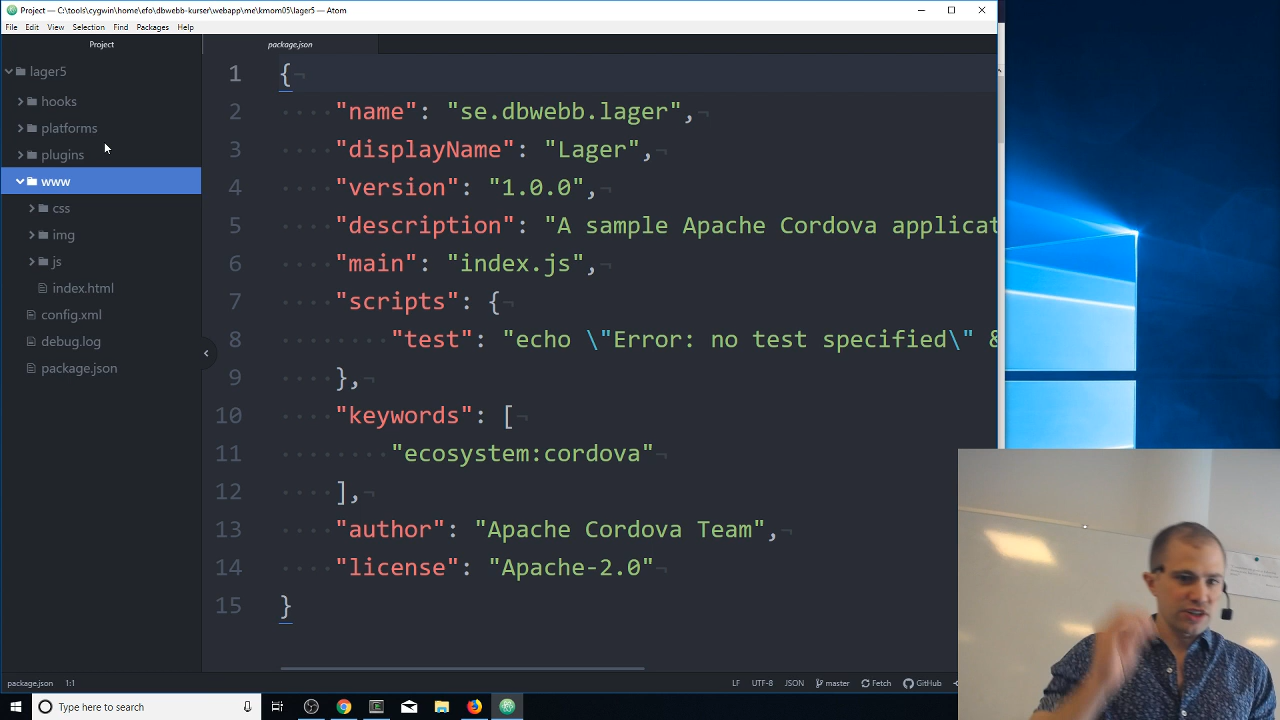 Project — C:\tools\cygwin\home\efo\dbwebb-kurser\webapp\me\kmom05\lager5 — Atom
File Edit View Selection Find Packages Help
Project
package.json
lager5
hooks
platforms
plugins
www
css
img
js
index.html
config.xml
debug.log
package.json
1 {
2 "name": "se.dbwebb.lager",
3 "displayName": "Lager",
4 "version": "1.0.0",
5 "description": "A sample Apache Cordova applicat
6 "main": "index.js",
7 "scripts": {
8 "test": "echo \"Error: no test specified\" &
9 },
10 "keywords": [
11 "ecosystem:cordova"
12 ],
13 "author": "Apache Cordova Team",
14 "license": "Apache-2.0"
15 }
package.json 1:1 LF UTF-8 JSON master Fetch GitHub
Type here to search